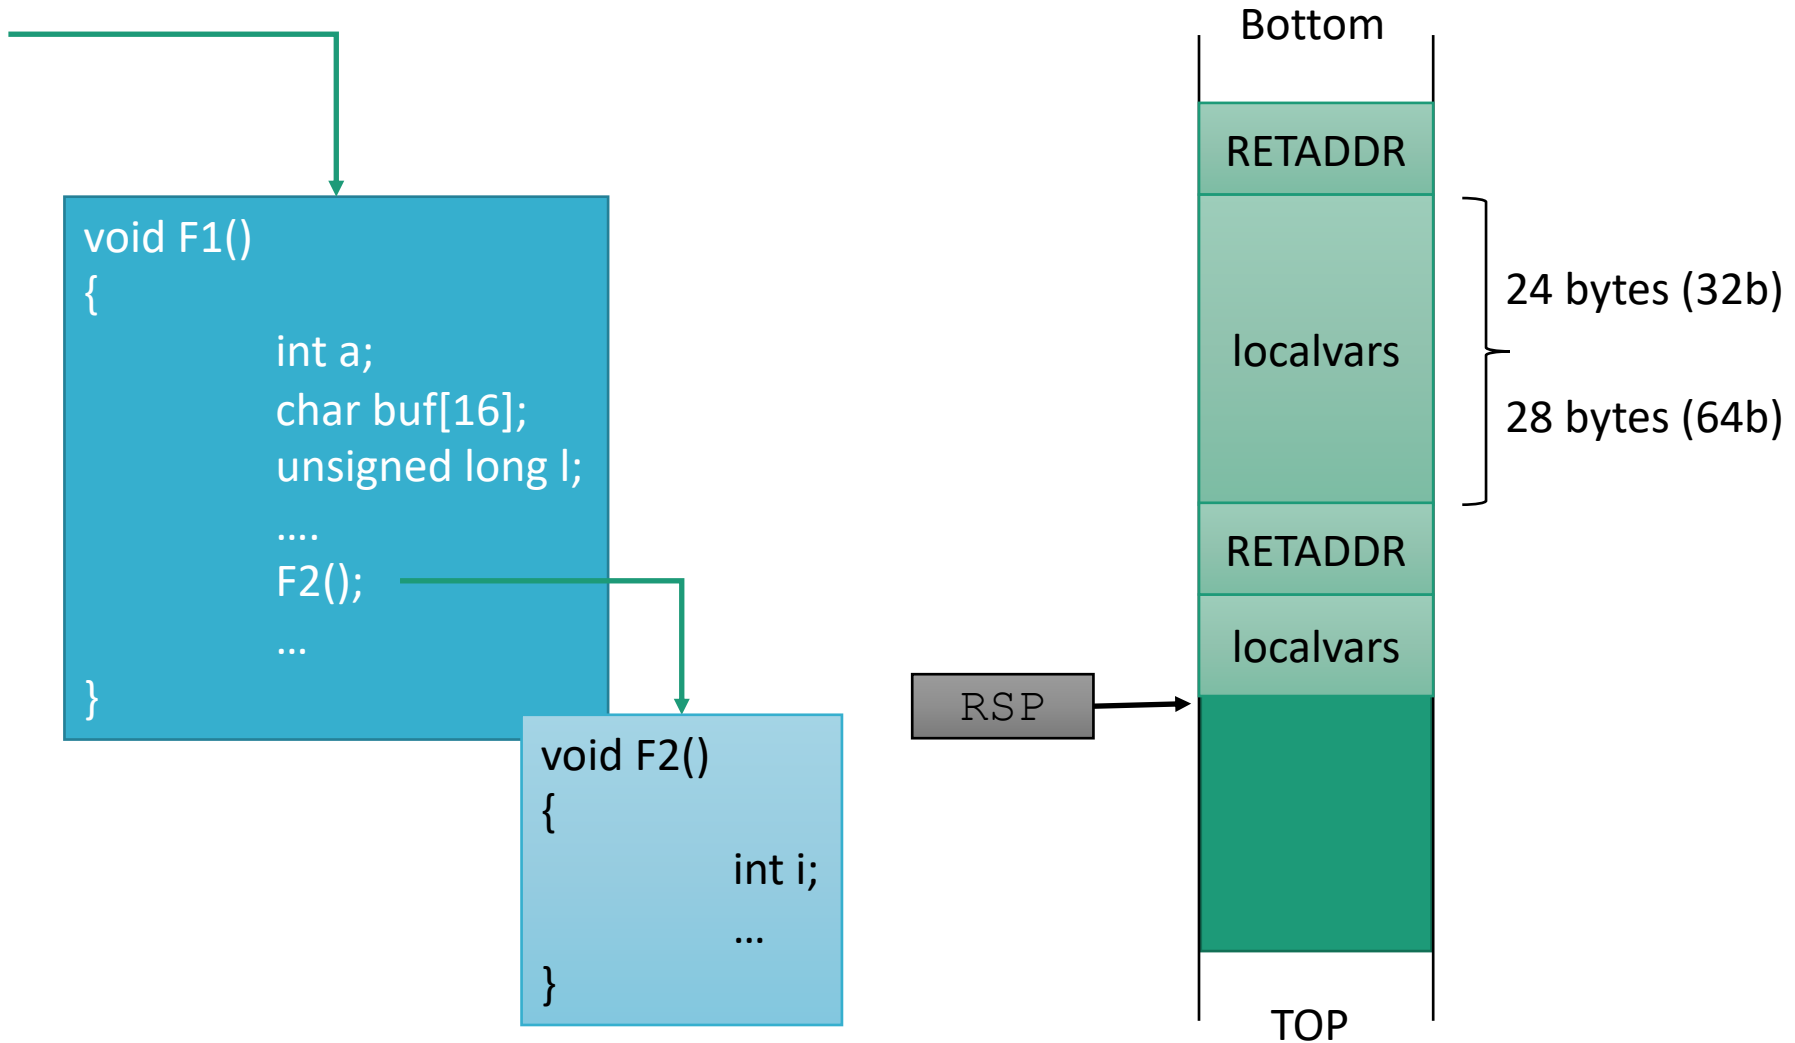 void F1()
{
int a;
char buf[16];
unsigned long l;
....
F2();
...
}
void F2()
{
int i;
...
}
RSP
Bottom
RETADDR
localvars
24 bytes (32b)
28 bytes (64b)
RETADDR
localvars
TOP